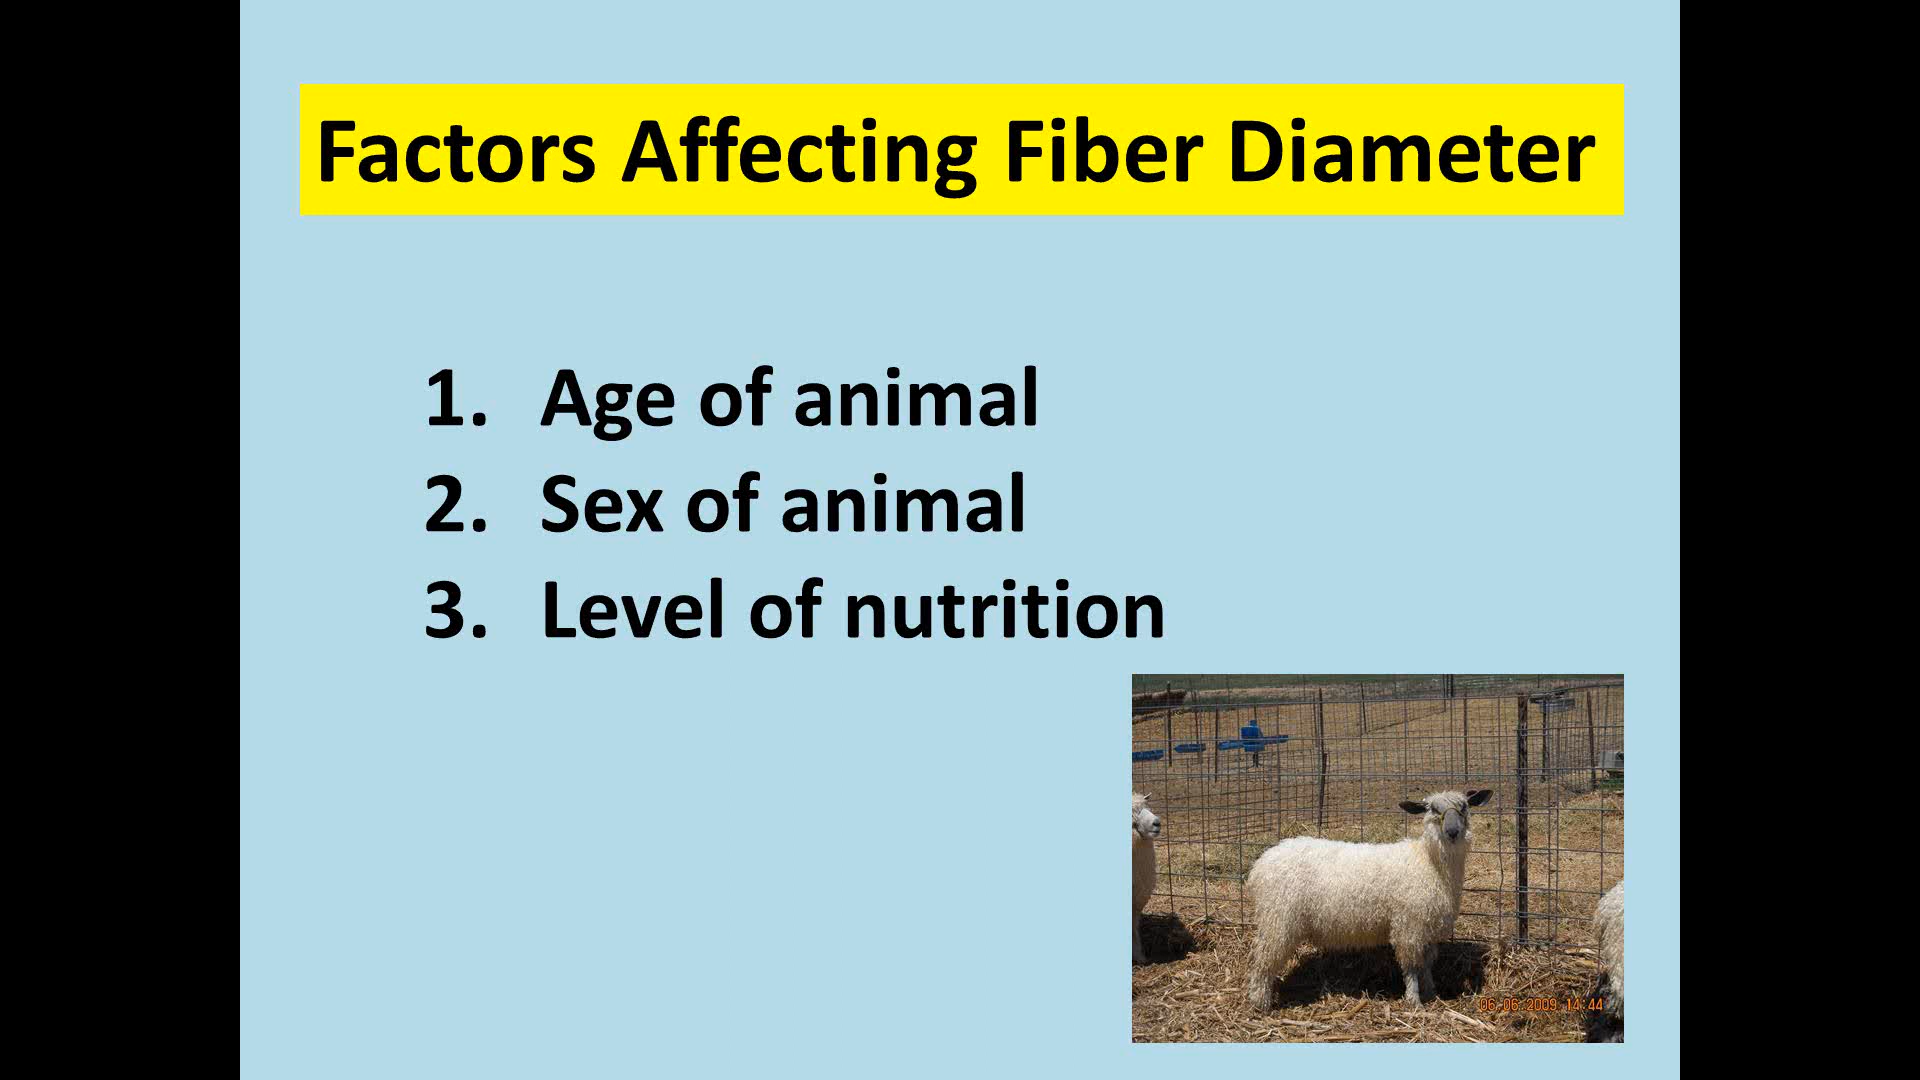 Factors Affecting Fiber Diameter
1. Age of animal
2. Sex of animal
3. Level of nutrition
06.06.2009 14:44